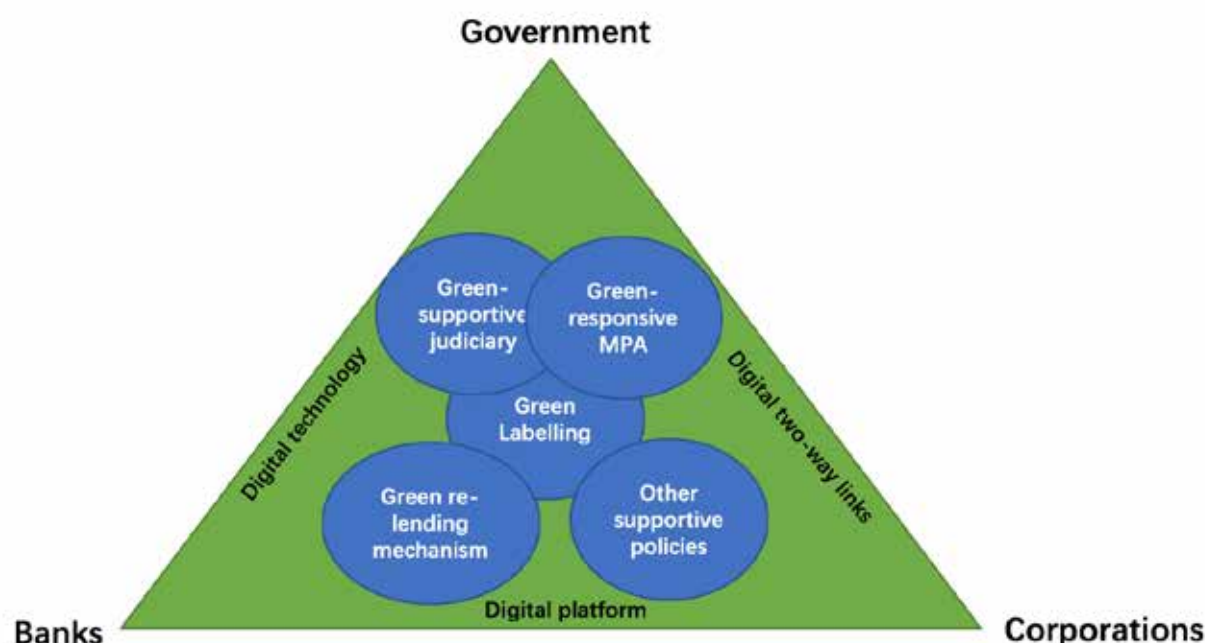 Government
Green-
supportive
judiciary
Green-
responsive
MPA
Digital technology
Digital two-way links
Green
Labelling
Green re-
lending
mechanism
Other
supportive
policies
Digital platform
Banks
Corporations